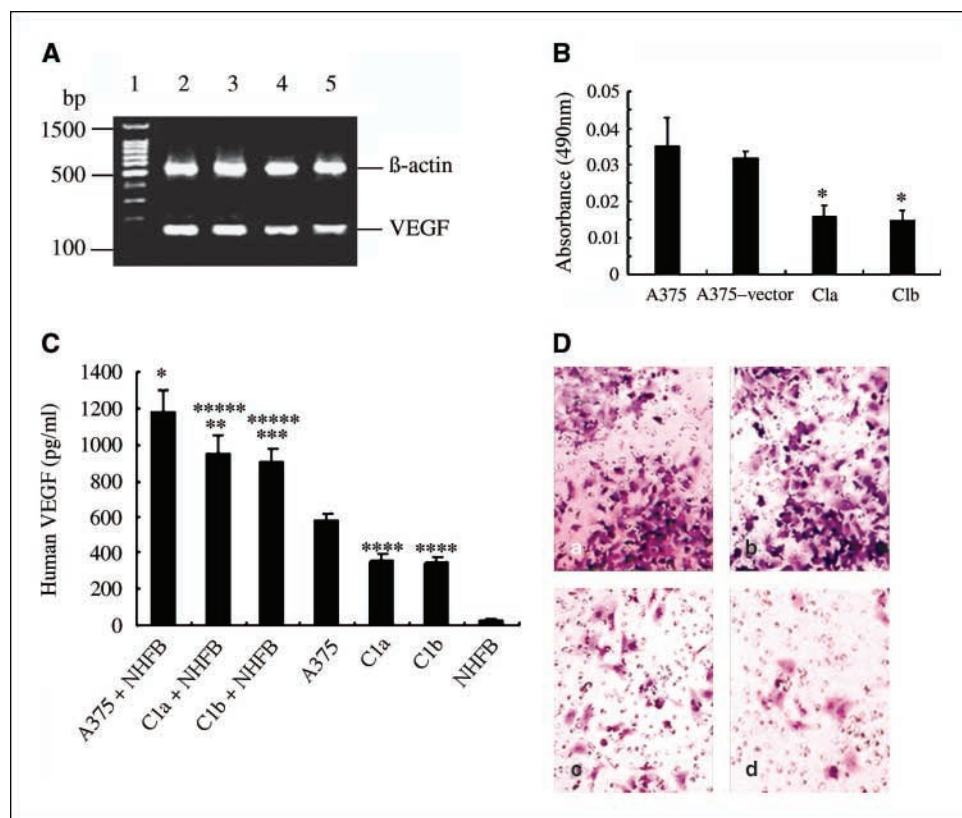 A
1 2 3 4 5
bp
1500
500
100
ß-actin
VEGF
B
Absorbance (490nm)
0.05
0.04
0.03
0.02
0.01
0
* *
A375 A375–vector Cla Clb
C
Human VEGF (pg/ml)
1400
1200
1000
800
600
400
200
0
*
*****
**
*****
***
**** ****
A375 + NHFB
C1a + NHFB
C1b + NHFB
A375
C1a
C1b
NHFB
D
a
b
c
d